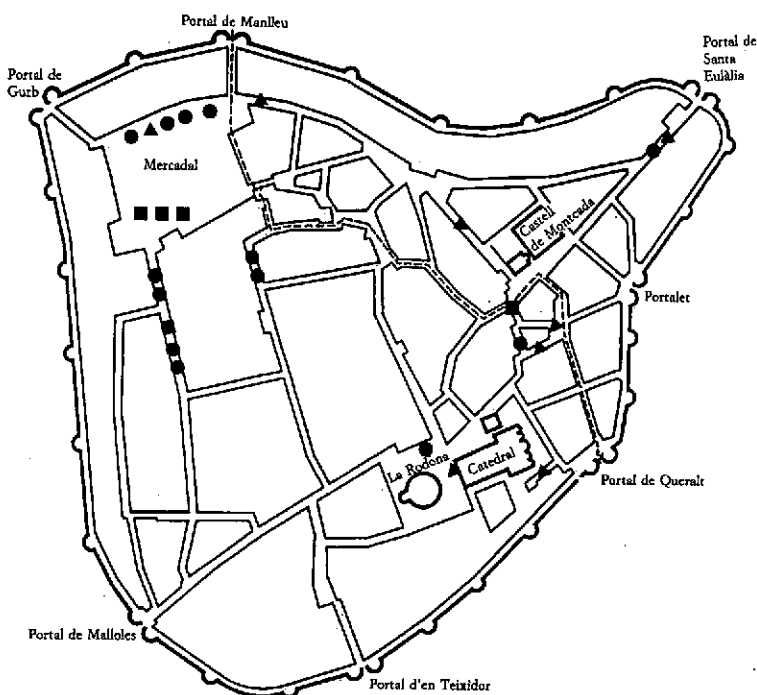 Portal de Manlleu
Portal de
Santa
Eulàlia
Portal de
Gurb
Mercadal
Castell
de Montcada
Portalet
La Rodona
Catedral
Portal de Queralt
Portal de Malloles
Portal d'en Teixidor